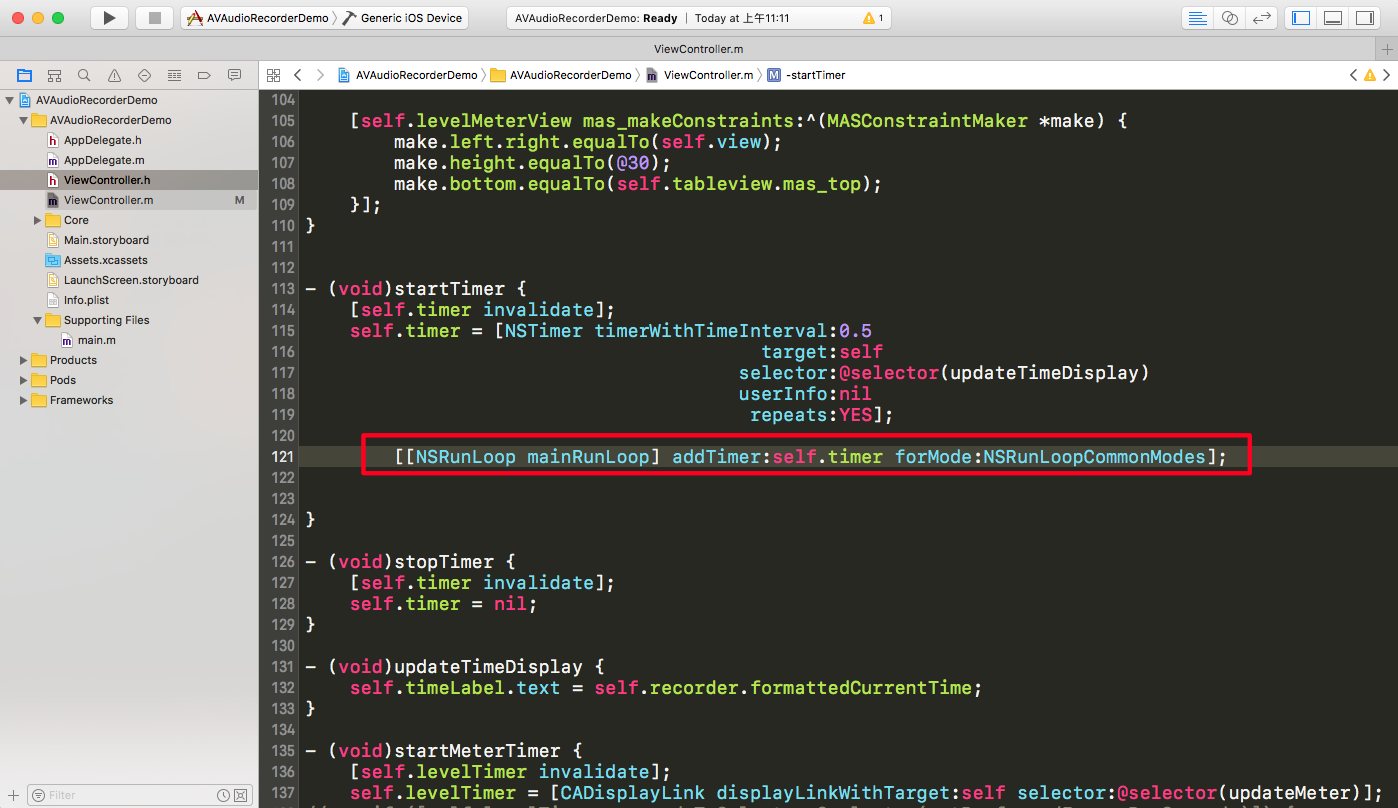 AVAudioRecorderDemo Generic iOS Device AVAudioRecorderDemo: Ready | Today at 上午11:11 1
ViewController.m
AVAudioRecorderDemo AVAudioRecorderDemo ViewController.m M -startTimer
AVAudioRecorderDemo
AVAudioRecorderDemo
h AppDelegate.h
m AppDelegate.m
h ViewController.h
m ViewController.m M
Core
Main.storyboard
Assets.xcassets
LaunchScreen.storyboard
Info.plist
Supporting Files
m main.m
Products
Pods
Frameworks
Filter
104
105 [self.levelMeterView mas_makeConstraints:^(MASConstraintMaker *make) {
106 make.left.right.equalTo(self.view);
107 make.height.equalTo(@30);
108 make.bottom.equalTo(self.tableview.mas_top);
109 }];
110 }
111
112
113 - (void)startTimer {
114 [self.timer invalidate];
115 self.timer = [NSTimer timerWithTimeInterval:0.5
116 target:self
117 selector:@selector(updateTimeDisplay)
118 userInfo:nil
119 repeats:YES];
120
121 [[NSRunLoop mainRunLoop] addTimer:self.timer forMode:NSRunLoopCommonModes];
122
123
124 }
125
126 - (void)stopTimer {
127 [self.timer invalidate];
128 self.timer = nil;
129 }
130
131 - (void)updateTimeDisplay {
132 self.timeLabel.text = self.recorder.formattedCurrentTime;
133 }
134
135 - (void)startMeterTimer {
136 [self.levelTimer invalidate];
137 self.levelTimer = [CADisplayLink displayLinkWithTarget:self selector:@selector(updateMeter)];